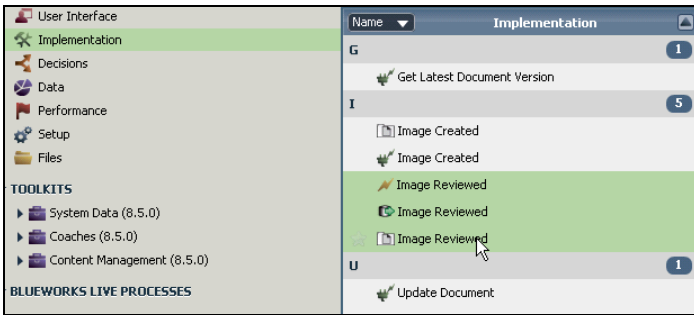 User Interface
Implementation
Decisions
Data
Performance
Setup
Files
TOOLKITS
System Data (8.5.0)
Coaches (8.5.0)
Content Management (8.5.0)
BLUEWORKS LIVE PROCESSES
Name Implementation
G 1
Get Latest Document Version
I 5
Image Created
Image Created
Image Reviewed
Image Reviewed
Image Reviewed
U 1
Update Document